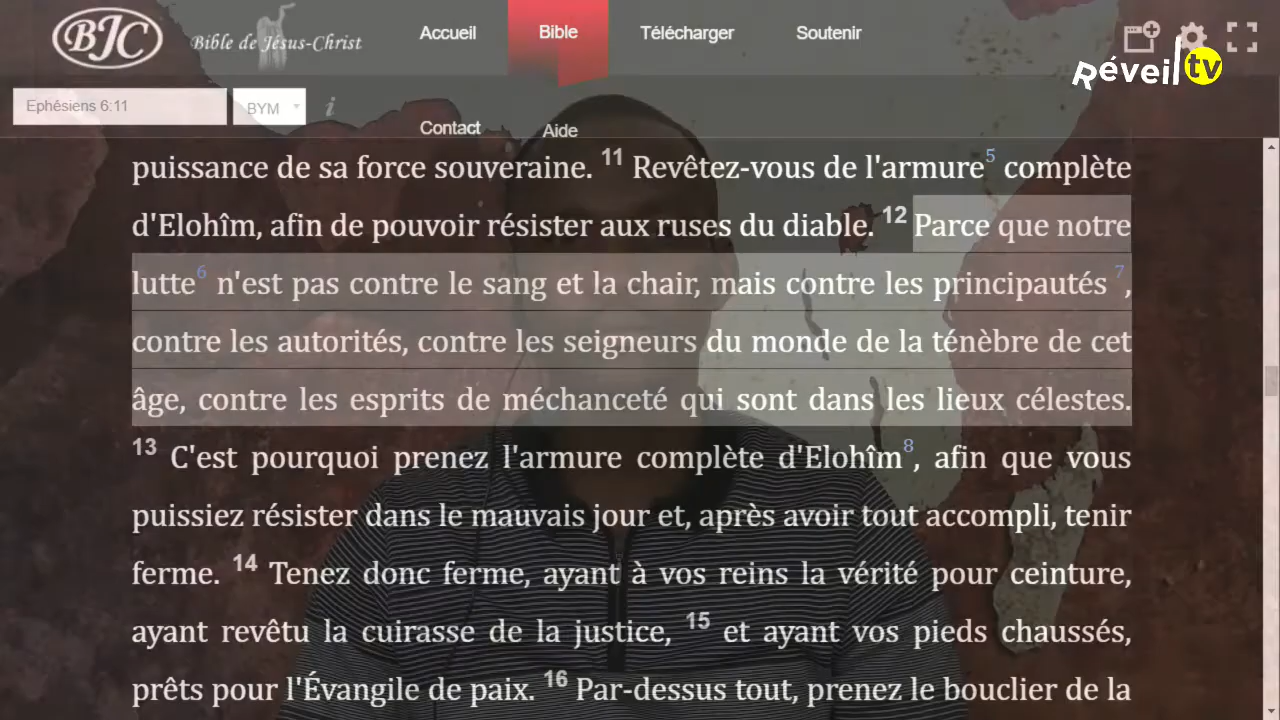 BJC
Bible de Jésus-Christ
Accueil
Bible
Télécharger
Soutenir
Réveil tv
Ephésiens 6:11
BYM
i
Contact
Aide
puissance de sa force souveraine. 11 Revêtez-vous de l'armure5 complète
d'Elohîm, afin de pouvoir résister aux ruses du diable. 12 Parce que notre
lutte6 n'est pas contre le sang et la chair, mais contre les principautés 7,
contre les autorités, contre les seigneurs du monde de la ténèbre de cet
âge, contre les esprits de méchanceté qui sont dans les lieux célestes.
13 C'est pourquoi prenez l'armure complète d'Elohîm8, afin que vous
puissiez résister dans le mauvais jour et, après avoir tout accompli, tenir
ferme. 14 Tenez donc ferme, ayant à vos reins la vérité pour ceinture,
ayant revêtu la cuirasse de la justice, 15 et ayant vos pieds chaussés,
prêts pour l'Évangile de paix. 16 Par-dessus tout, prenez le bouclier de la